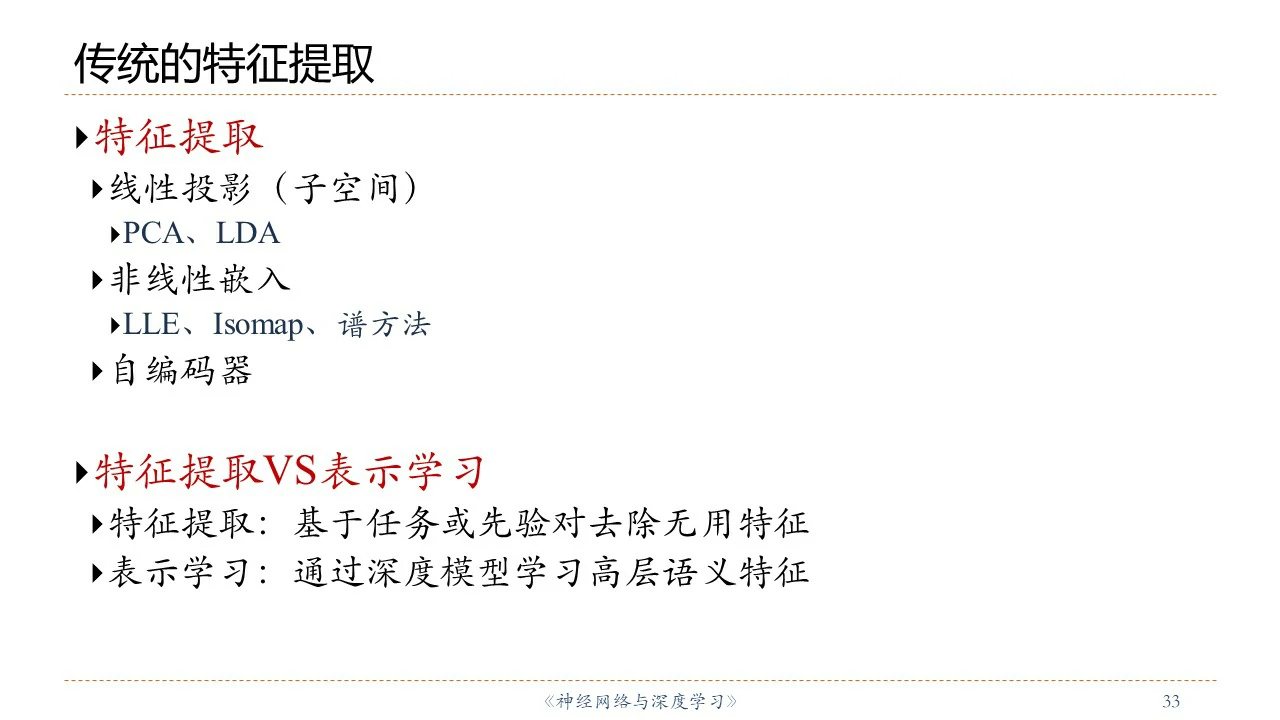 传统的特征提取
特征提取
线性投影（子空间）
PCA、LDA
非线性嵌入
LLE、Isomap、谱方法
自编码器
特征提取VS表示学习
特征提取：基于任务或先验对去除无用特征
表示学习：通过深度模型学习高层语义特征
《神经网络与深度学习》
33